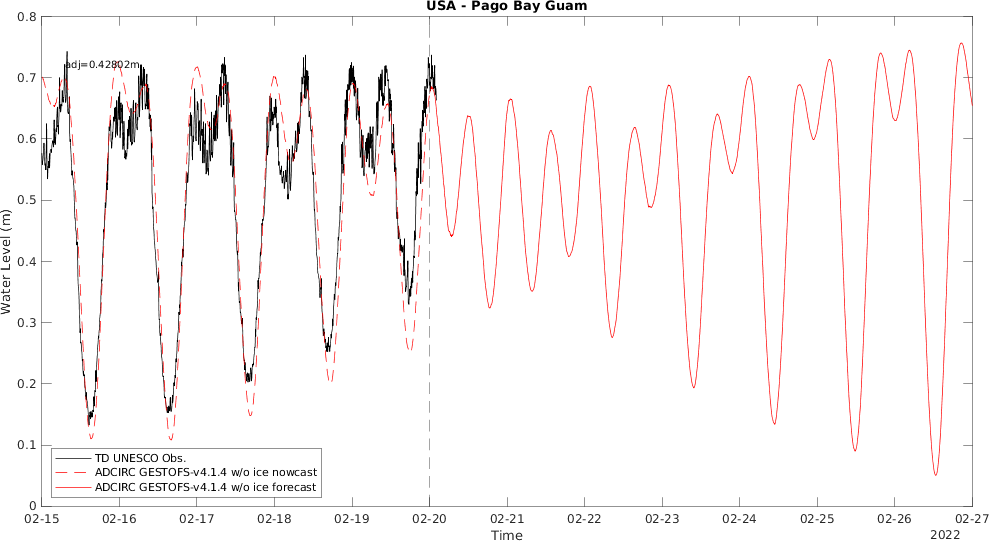 USA - Pago Bay Guam
0.8
0.7
0.6
0.5
0.4
0.3
0.2
0.1
0
Water Level (m)
adj=0.42802m
TD UNESCO Obs.
ADCIRC GESTOFS-v4.1.4 w/o ice nowcast
ADCIRC GESTOFS-v4.1.4 w/o ice forecast
02-15 02-16 02-17 02-18 02-19 02-20 02-21 02-22 02-23 02-24 02-25 02-26 02-27
Time
2022